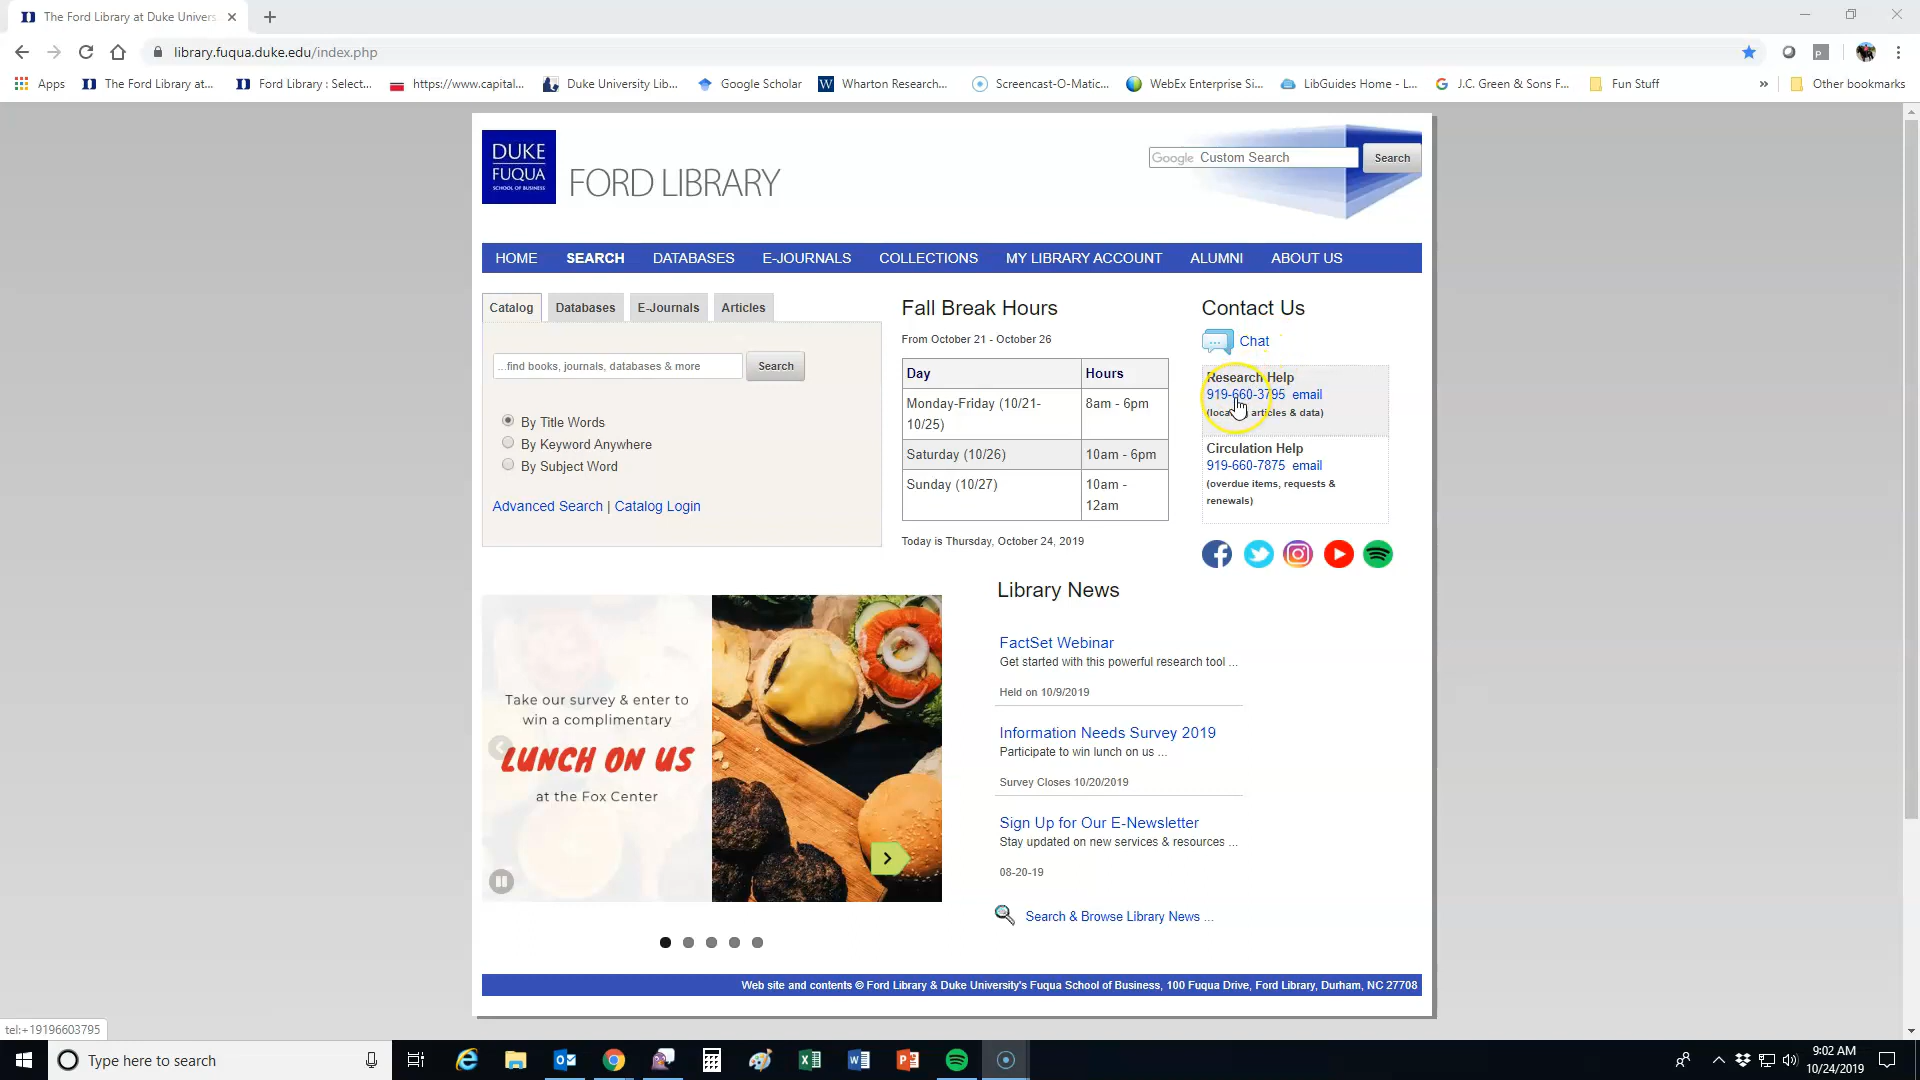 The Ford Library at Duke Univers
library.fuqua.duke.edu/index.php
Apps
The Ford Library at...
Ford Library : Select...
https://www.capital...
Duke University Lib...
Google Scholar
Wharton Research...
Screencast-O-Matic...
WebEx Enterprise Si...
LibGuides Home - L...
J.C. Green & Sons F...
Fun Stuff
»
Other bookmarks
DUKE
FUQUA
SCHOOL OF BUSINESS
FORD LIBRARY
Google Custom Search
Search
HOME SEARCH DATABASES E-JOURNALS COLLECTIONS MY LIBRARY ACCOUNT ALUMNI ABOUT US
Catalog Databases E-Journals Articles
...find books, journals, databases & more
Search
By Title Words
By Keyword Anywhere
By Subject Word
Advanced Search | Catalog Login
Fall Break Hours
From October 21 - October 26
Day Hours
Monday-Friday (10/21-
10/25)
8am - 6pm
Saturday (10/26) 10am - 6pm
Sunday (10/27) 10am -
12am
Today is Thursday, October 24, 2019
Contact Us
Chat
Research Help
919-660-3795 email
articles & data)
Circulation Help
919-660-7875 email
(overdue items, requests &
renewals)
Take our survey & enter to
win a complimentary
LUNCH ON US
at the Fox Center
Library News
FactSet Webinar
Get started with this powerful research tool ...
Held on 10/9/2019
Information Needs Survey 2019
Participate to win lunch on us ...
Survey Closes 10/20/2019
Sign Up for Our E-Newsletter
Stay updated on new services & resources ...
08-20-19
Search & Browse Library News ...
Web site and contents © Ford Library & Duke University's Fuqua School of Business, 100 Fuqua Drive, Ford Library, Durham, NC 27708
tel:+19196603795
Type here to search
9:02 AM
10/24/2019